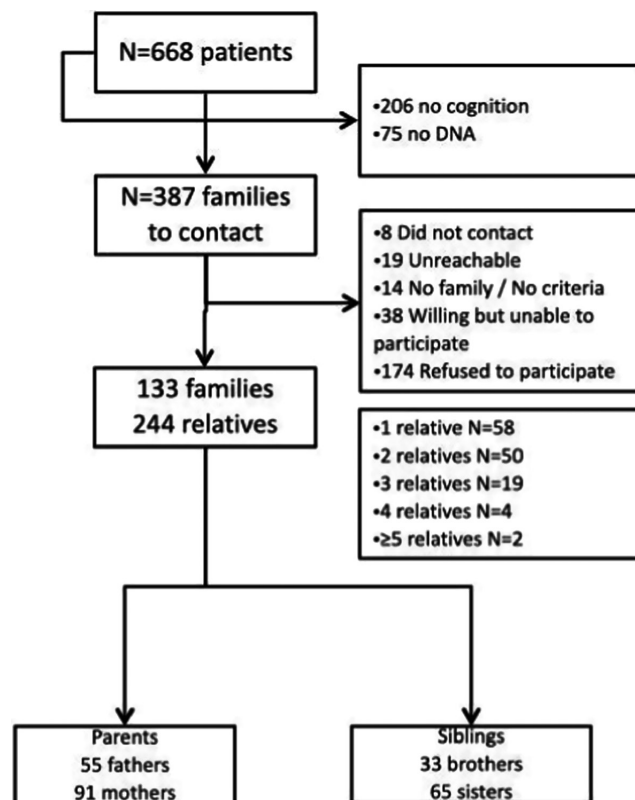 N=668 patients
•206 no cognition
•75 no DNA
N=387 families
to contact
•8 Did not contact
•19 Unreachable
•14 No family / No criteria
•38 Willing but unable to
participate
•174 Refused to participate
133 families
244 relatives
•1 relative N=58
•2 relatives N=50
•3 relatives N=19
•4 relatives N=4
•≥5 relatives N=2
Parents
55 fathers
91 mothers
Siblings
33 brothers
65 sisters